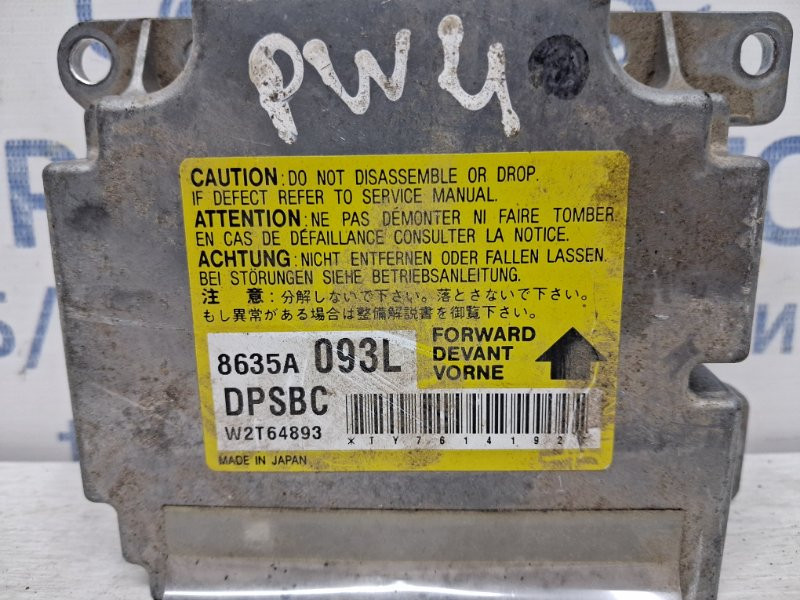 PW4
CAUTION : DO NOT DISASSEMBLE OR DROP.
IF DEFECT REFER TO SERVICE MANUAL.
ATTENTION : NE PAS DÉMONTER NI FAIRE TOMBER
EN CAS DE DÉFAILLANCE CONSULTER LA NOTICE.
ACHTUNG : NICHT ENTFERNEN ODER FALLEN LASSEN.
BEI STÖRUNGEN SIEHE BETRIEBSANLEITUNG.
注 意 : 分解しないで下さい。落とさないで下さい。
もし異常がある場合は整備解説書を御覧下さい。
8635A 093L
FORWARD
DEVANT
VORNE
DPSBC
W2T64893
*TY7614192
MADE IN JAPAN